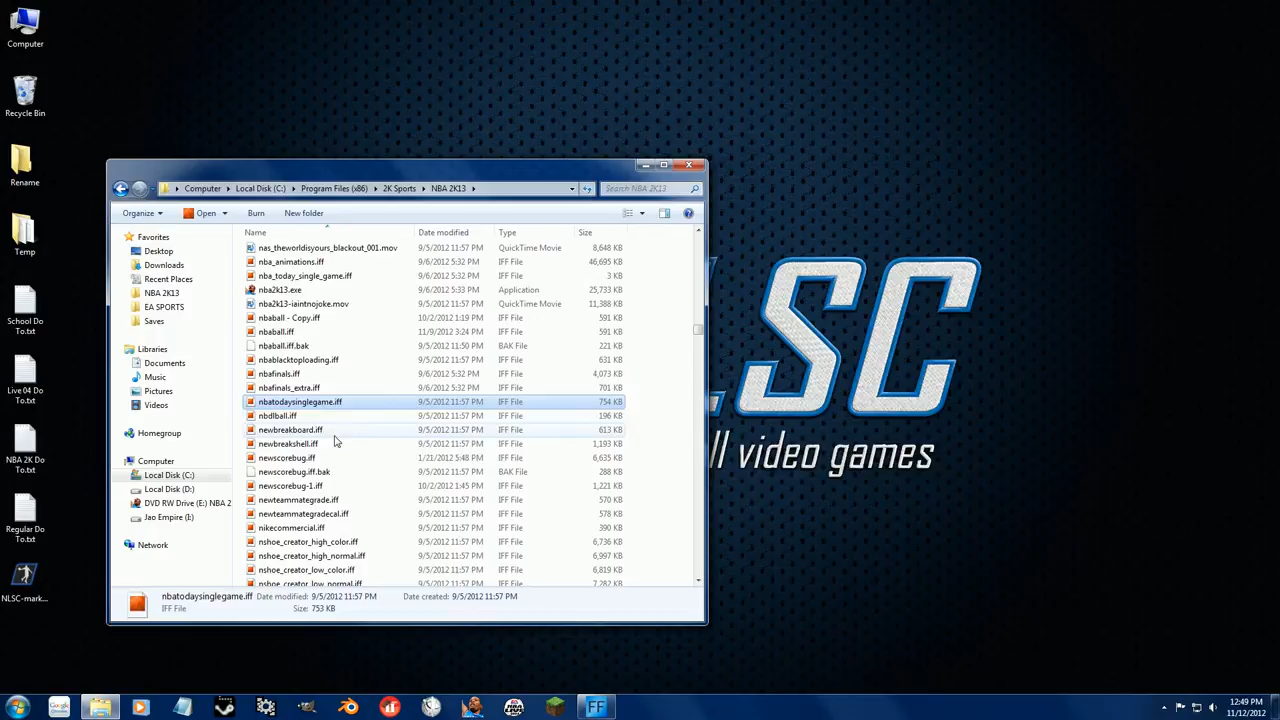 Computer
Recycle Bin
Rename
Temp
School Do
To.txt
Live 04 Do
To.txt
NBA 2K Do
To.txt
Regular Do
To.txt
NLSC-mark...
Computer Local Disk (C:) Program Files (x86) 2K Sports NBA 2K13 Search NBA 2K13
Organize Open Burn New folder
Favorites
Desktop
Downloads
Recent Places
NBA 2K13
EA SPORTS
Saves
Libraries
Documents
Music
Pictures
Videos
Homegroup
Computer
Local Disk (C:)
Local Disk (D:)
DVD RW Drive (E:) NBA 2
Jao Empire (I:)
Network
Name Date modified Type Size
nas_theworldisyours_blackout_001.mov 9/5/2012 11:57 PM QuickTime Movie 8,648 KB
nba_animations.iff 9/6/2012 5:32 PM IFF File 46,695 KB
nba_today_single_game.iff 9/6/2012 5:32 PM IFF File 3 KB
nba2k13.exe 9/6/2012 5:33 PM Application 25,733 KB
nba2k13-iaintnojoke.mov 9/5/2012 11:57 PM QuickTime Movie 11,388 KB
nbaball - Copy.iff 10/2/2012 1:19 PM IFF File 591 KB
nbaball.iff 11/9/2012 3:24 PM IFF File 591 KB
nbaball.iff.bak 9/5/2012 11:50 PM BAK File 221 KB
nbablacktoploading.iff 9/5/2012 11:57 PM IFF File 631 KB
nbafinals.iff 9/6/2012 5:32 PM IFF File 4,073 KB
nbafinals_extra.iff 9/6/2012 5:32 PM IFF File 701 KB
nbatodaysinglegame.iff 9/5/2012 11:57 PM IFF File 754 KB
nbdlball.iff 9/5/2012 11:57 PM IFF File 196 KB
newbreakboard.iff 9/5/2012 11:57 PM IFF File 613 KB
newbreakshell.iff 9/5/2012 11:57 PM IFF File 1,193 KB
newscorebug.iff 1/21/2012 5:48 PM IFF File 6,635 KB
newscorebug.iff.bak 9/5/2012 11:57 PM BAK File 288 KB
newscorebug-1.iff 10/2/2012 1:45 PM IFF File 1,221 KB
newteammategrade.iff 9/5/2012 11:57 PM IFF File 570 KB
newteammategradecal.iff 9/5/2012 11:57 PM IFF File 578 KB
nikecommercial.iff 9/5/2012 11:57 PM IFF File 390 KB
nshoe_creator_high_color.iff 9/5/2012 11:57 PM IFF File 6,736 KB
nshoe_creator_high_normal.iff 9/5/2012 11:57 PM IFF File 6,997 KB
nshoe_creator_low_color.iff 9/5/2012 11:57 PM IFF File 6,819 KB
nshoe_creator_low_normal.iff 9/5/2012 11:57 PM IFF File 7,282 KB
nbatodaysinglegame.iff Date modified: 9/5/2012 11:57 PM Date created: 9/5/2012 11:57 PM
IFF File Size: 753 KB
SC
ll video games
Google
FF
12:49 PM
11/12/2012